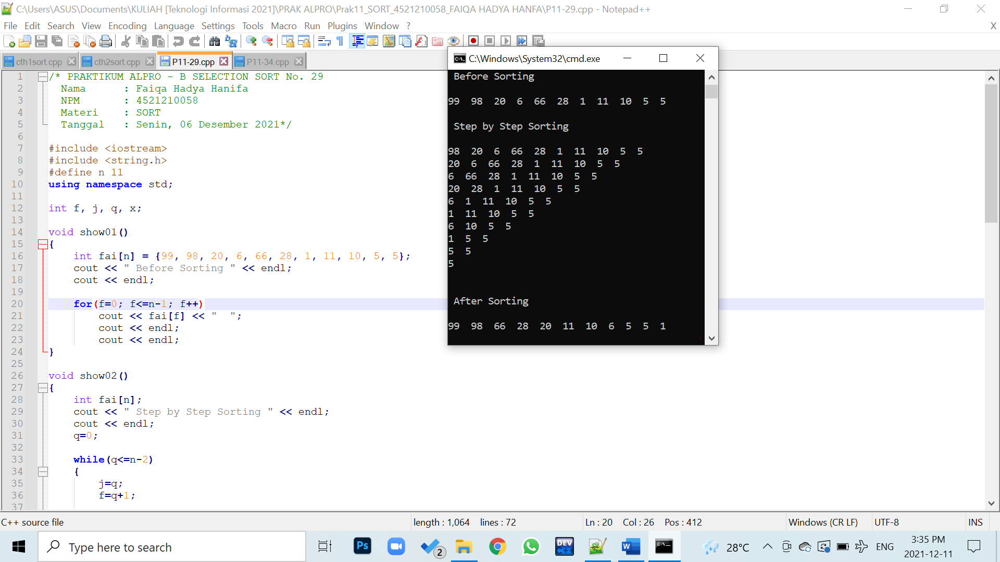 C:\Users\ASUS\Documents\KULIAH [Teknologi Informasi 2021]\PRAK ALPRO\Prak11_SORT_4521210058_FAIQA HADYA HANFA\P11-29.cpp - Notepad++
File Edit Search View Encoding Language Settings Tools Macro Run Plugins Window ? X
cth1sort.cpp cth2sort.cpp P11-29.cpp P11-34.cpp
1 /* PRAKTIKUM ALPRO - B SELECTION SORT No. 29
2 Nama : Faiqa Hadya Hanifa
3 NPM : 4521210058
4 Materi : SORT
5 Tanggal : Senin, 06 Desember 2021*/
6
7 #include <iostream>
8 #include <string.h>
9 #define n 11
10 using namespace std;
11
12 int f, j, q, x;
13
14 void show01()
15 {
16 int fai[n] = {99, 98, 20, 6, 66, 28, 1, 11, 10, 5, 5};
17 cout << " Before Sorting " << endl;
18 cout << endl;
19
20 for(f=0; f<=n-1; f++)
21 cout << fai[f] << "  ";
22 cout << endl;
23 cout << endl;
24 }
25
26 void show02()
27 {
28 int fai[n];
29 cout << " Step by Step Sorting " << endl;
30 cout << endl;
31 q=0;
32
33 while(q<=n-2)
34 {
35 j=q;
36 f=q+1;
37
C:\Windows\System32\cmd.exe
Before Sorting
99 98 20 6 66 28 1 11 10 5 5
Step by Step Sorting
98 20 6 66 28 1 11 10 5 5
20 6 66 28 1 11 10 5 5
6 66 28 1 11 10 5 5
20 28 1 11 10 5 5
6 1 11 10 5 5
1 11 10 5 5
6 10 5 5
1 5 5
5 5
5
After Sorting
99 98 66 28 20 11 10 6 5 5 1
C++ source file length : 1,064 lines : 72 Ln : 20 Col : 26 Pos : 412 Windows (CR LF) UTF-8 INS
Type here to search
Ps
2
DEV
C++
W
28°C
ENG
3:35 PM
2021-12-11